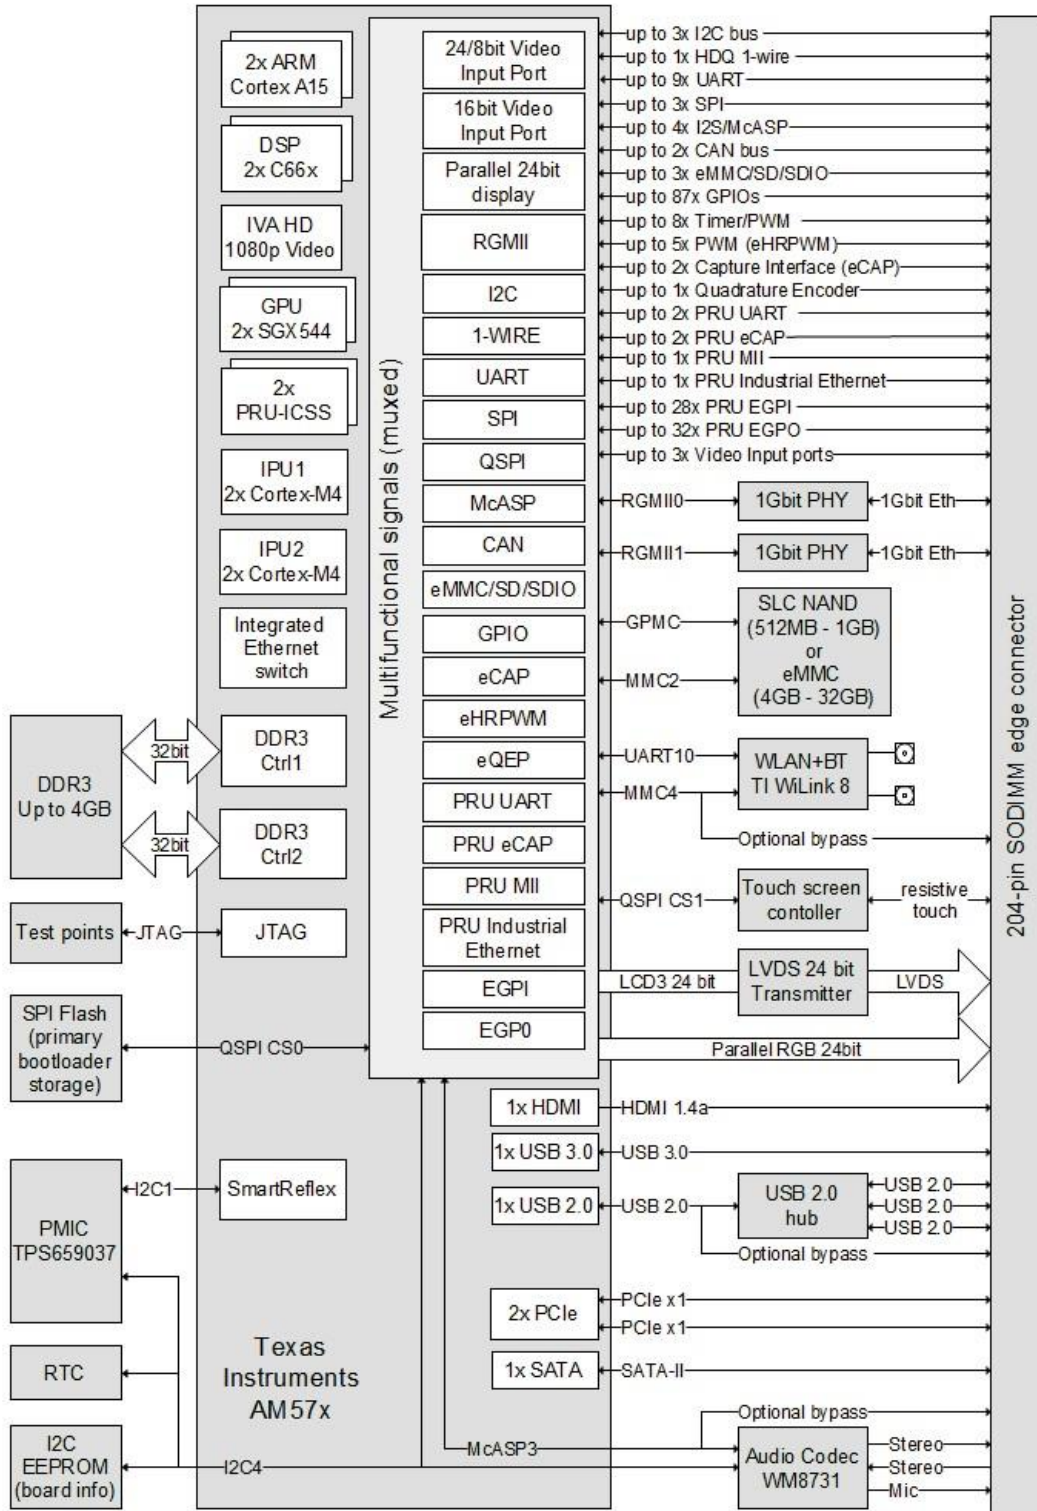 2x ARM
Cortex A15
DSP
2x C66x
IVA HD
1080p Video
GPU
2x SGX544
2x
PRU-ICSS
IPU1
2x Cortex-M4
IPU2
2x Cortex-M4
Integrated
Ethernet
switch
DDR3
Ctrl1
DDR3
Ctrl2
JTAG
SmartReflex
Texas
Instruments
AM57x
DDR3
Up to 4GB
32bit
32bit
Test points
JTAG
SPI Flash
(primary
bootloader
storage)
QSPI CS0
PMIC
TPS659037
I2C1
RTC
I2C
EEPROM
(board info)
I2C4
McASP3
Multifunctional signals (muxed)
24/8bit Video
Input Port
16bit Video
Input Port
Parallel 24bit
display
RGMII
I2C
1-WIRE
UART
SPI
QSPI
McASP
CAN
eMMC/SD/SDIO
GPIO
eCAP
eHRPWM
eQEP
PRU UART
PRU eCAP
PRU MII
PRU Industrial
Ethernet
EGPI
EGP0
1x HDMI
1x USB 3.0
1x USB 2.0
2x PCIe
1x SATA
up to 3x I2C bus
up to 1x HDQ 1-wire
up to 9x UART
up to 3x SPI
up to 4x I2S/McASP
up to 2x CAN bus
up to 3x eMMC/SD/SDIO
up to 87x GPIOs
up to 8x Timer/PWM
up to 5x PWM (eHRPWM)
up to 2x Capture Interface (eCAP)
up to 1x Quadrature Encoder
up to 2x PRU UART
up to 2x PRU eCAP
up to 1x PRU MII
up to 1x PRU Industrial Ethernet
up to 28x PRU EGPI
up to 32x PRU EGPO
up to 3x Video Input ports
RGMII0
1Gbit PHY
1Gbit Eth
RGMII1
1Gbit PHY
1Gbit Eth
GPMC
MMC2
SLC NAND
(512MB - 1GB)
or
eMMC
(4GB - 32GB)
UART10
MMC4
WLAN+BT
TI WiLink 8
Optional bypass
QSPI CS1
Touch screen
contoller
resistive
touch
LCD3 24 bit
LVDS 24 bit
Transmitter
LVDS
Parallel RGB 24bit
HDMI 1.4a
USB 3.0
USB 2.0
USB 2.0
hub
USB 2.0
USB 2.0
USB 2.0
Optional bypass
PCIe x1
PCIe x1
SATA-II
Optional bypass
Audio Codec
WM8731
Stereo
Stereo
Mic
204-pin SODIMM edge connector